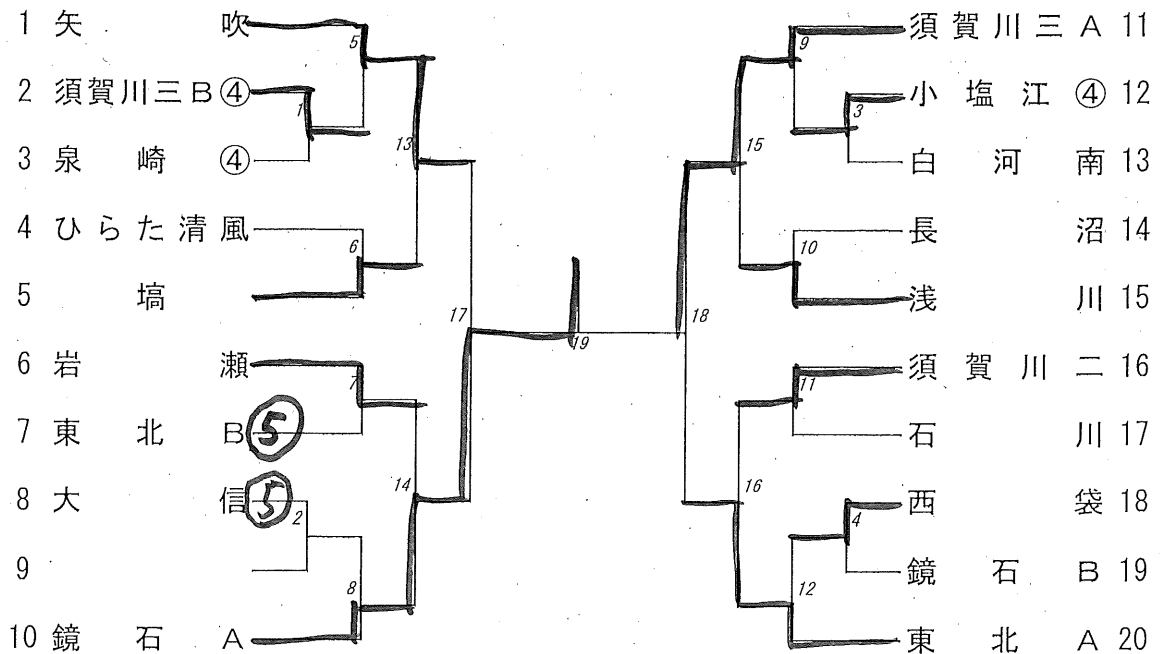 1 矢 吹
2 須賀川三B④
3 泉 崎 ④
4 ひらた清風
5 塙
6 岩 瀬
7 東 北 B⑤
8 大 信⑤
9
10 鏡 石 A
5
1
13
6
17
7
14
2
8
19
9
3
15
10
18
11
16
4
12
須賀川三A 11
小塩江④ 12
白河南 13
長 沼 14
浅 川 15
須賀川二 16
石 川 17
西 袋 18
鏡石B 19
東北A 20